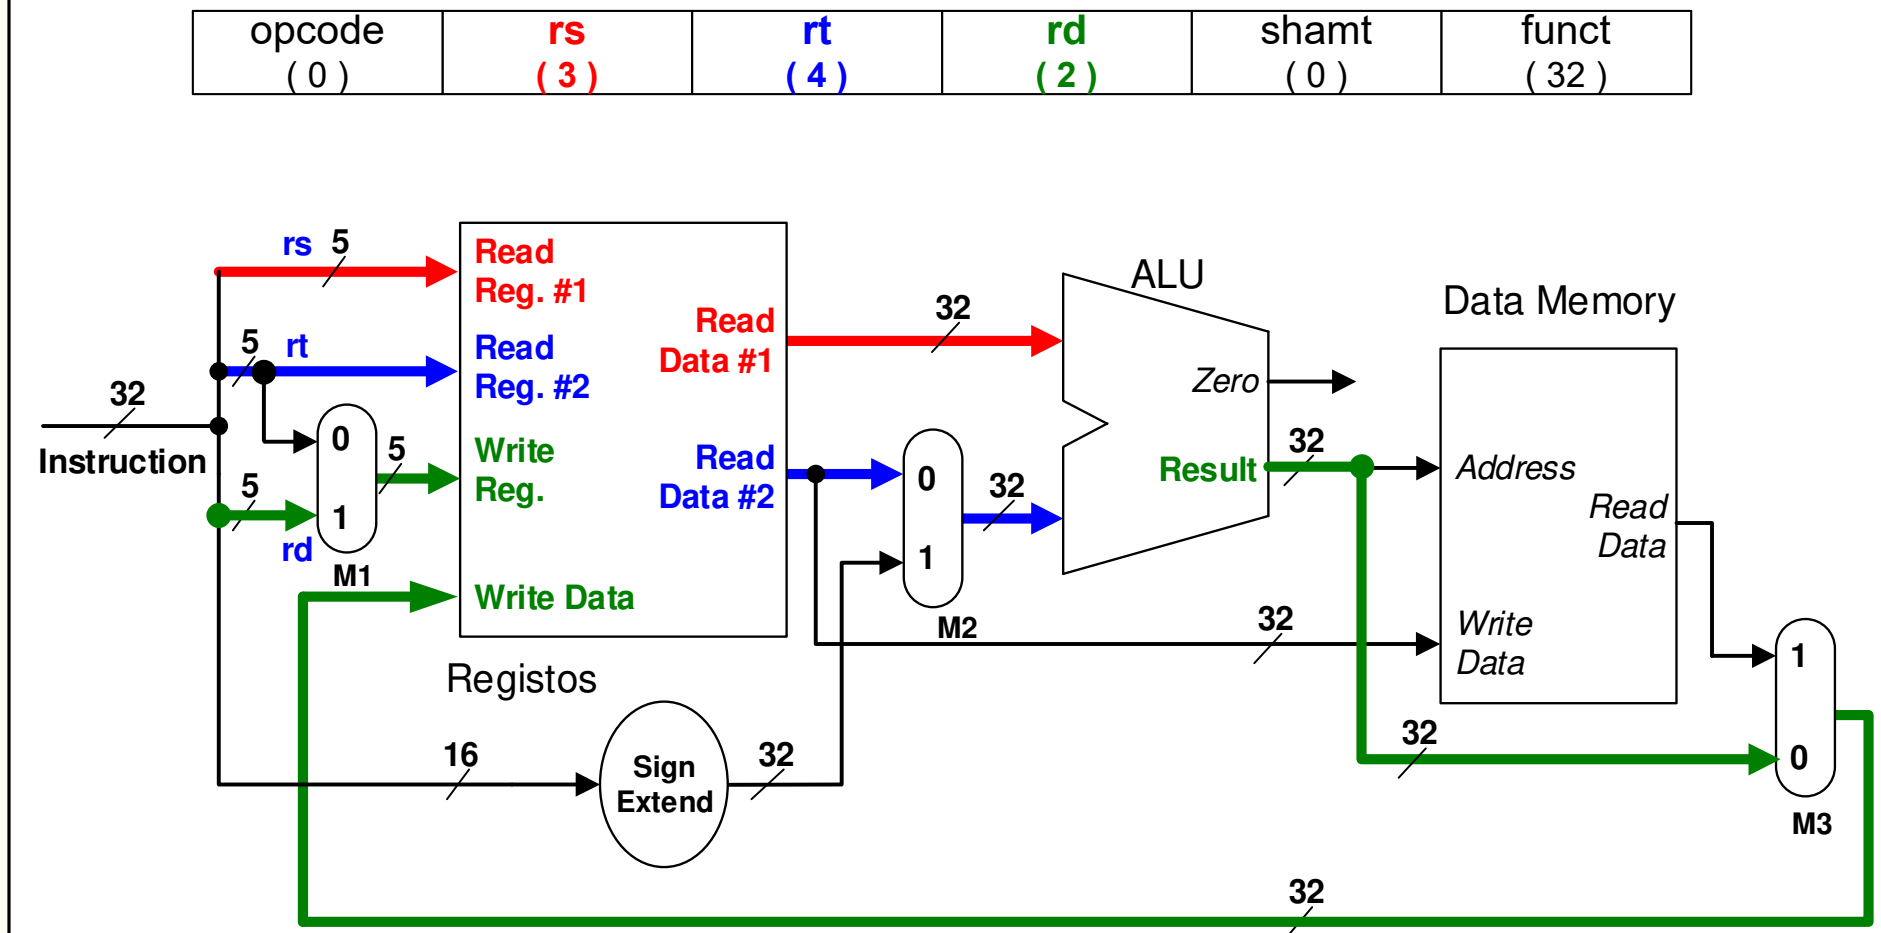 opcode rs rt rd shamt funct
( 0 ) ( 3 ) ( 4 ) ( 2 ) ( 0 ) ( 32 )
rs 5
Read
Reg. #1
ALU
Data Memory
32
Read
Data #1
5 rt
Read
Reg. #2
Zero
32
Instruction
0
5
Write
Reg.
Read
Data #2
0
32
Result
32
Address
5
1
rd
M1
Read
Data
1
Write Data
M2
32
Write
Data
1
Registos
16
Sign
Extend
32
32
0
M3
32